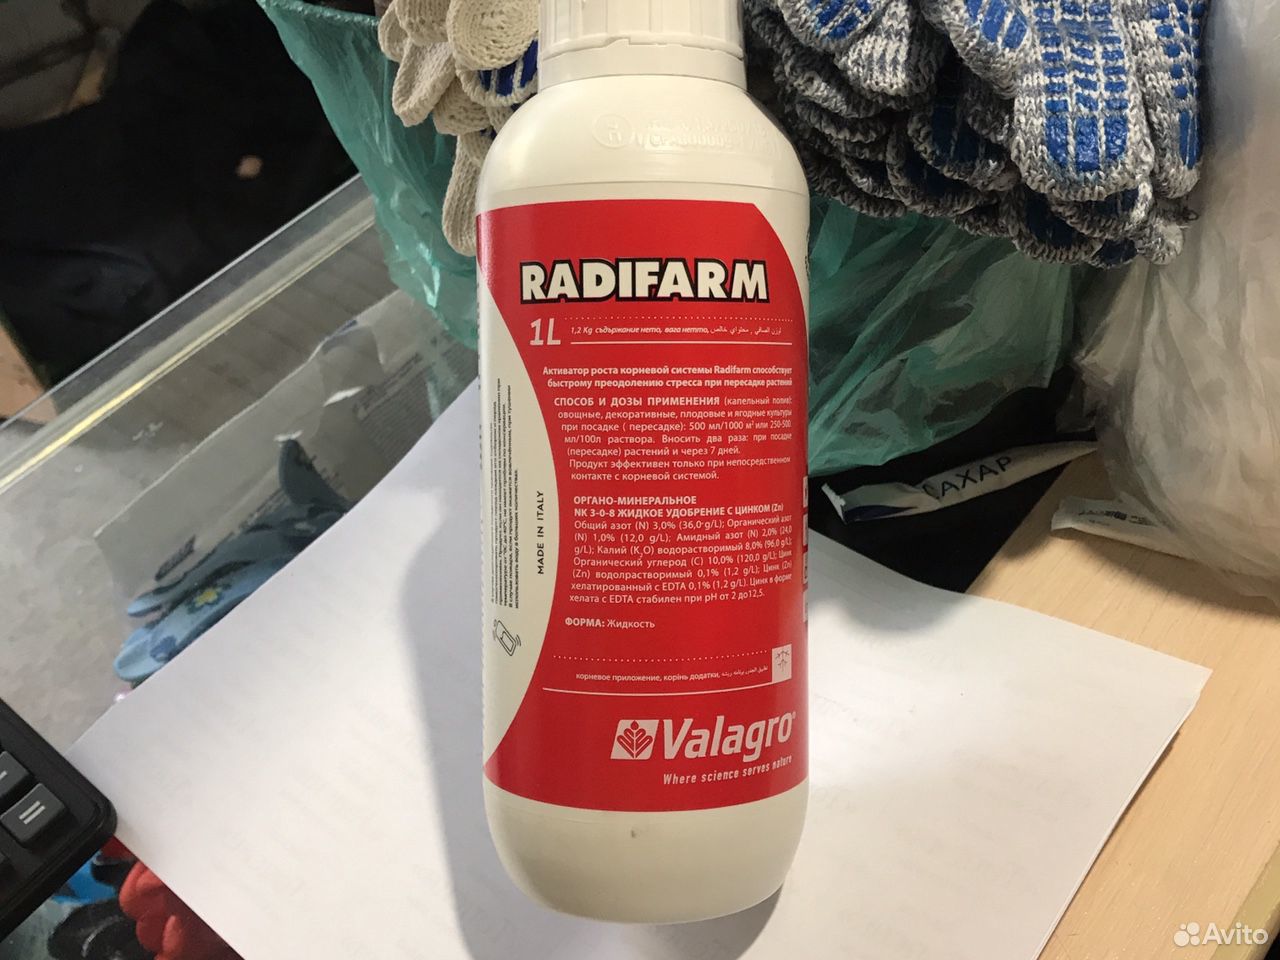 RADIFARM
1L
1,2 Kg съдържание нето, вага нетто, لوزن الصافي , محتواي خالص
Активатор роста корневой системы Radifarm способствует
быстрому преодолению стресса при пересадке растений
СПОСОБ И ДОЗЫ ПРИМЕНЕНИЯ (капельный полив):
овощные, декоративные, плодовые и ягодные культуры
при посадке ( пересадке): 500 мл/1000 м² или 250-500
мл/100л раствора. Вносить два раза: при посадке
(пересадке) растений и через 7 дней.
Продукт эффективен только при непосредственном
контакте с корневой системой.
ОРГАНО-МИНЕРАЛЬНОЕ
NK 3-0-8 ЖИДКОЕ УДОБРЕНИЕ С ЦИНКОМ (Zn)
Общий азот (N) 3,0% (36,0 g/L); Органический азот
(N) 1,0% (12,0 g/L); Амидный азот (N) 2,0% (24,0
g/L); Калий (K₂O) водорастворимый 8,0% (96,0 g/L);
Органический углерод (C) 10,0% (120,0 g/L); Цинк
(Zn) водолрастворимый 0,1% (1,2 g/L); Цинк (Zn)
хелатированный с EDTA 0,1% (1,2 g/L). Цинк в форме
хелата с EDTA стабилен при pH от 2 до12,5.
ФОРМА: Жидкость
MADE IN ITALY
корневое приложение, корінь додатки,
Valagro
Where science serves nature
САХАР
Avito